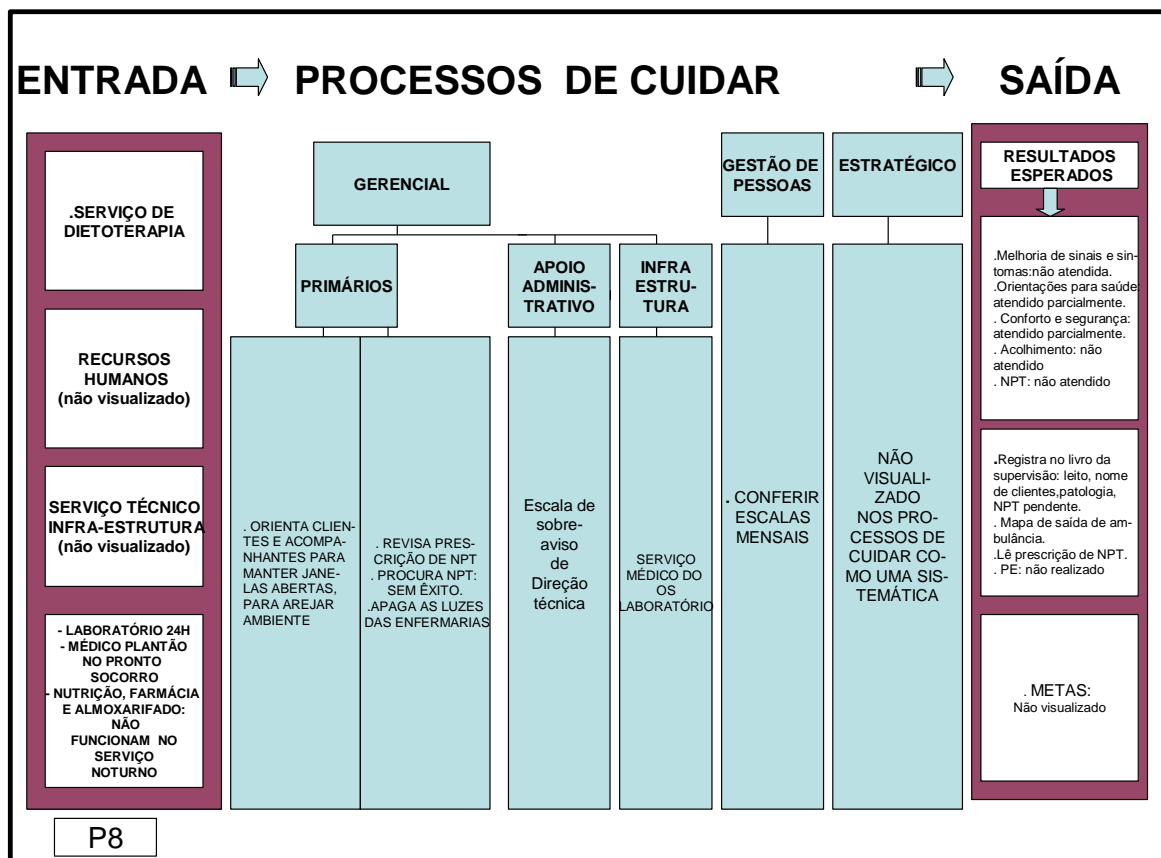 ENTRADA
PROCESSOS DE CUIDAR
SAÍDA
.SERVIÇO DE
DIETOTERAPIA
RECURSOS
HUMANOS
(não visualizado)
SERVIÇO TÉCNICO
INFRA-ESTRUTURA
(não visualizado)
- LABORATÓRIO 24H
- MÉDICO PLANTÃO
NO PRONTO
SOCORRO
- NUTRIÇÃO, FARMÁCIA
E ALMOXARIFADO:
NÃO
FUNCIONAM NO
SERVIÇO
NOTURNO
GERENCIAL
PRIMÁRIOS
. ORIENTA CLIEN-
TES E ACOMPA-
NHANTES PARA
MANTER JANE-
LAS ABERTAS,
PARA AREJAR
AMBIENTE
. REVISA PRES-
CRIÇÃO DE NPT
. PROCURA NPT:
SEM ÊXITO.
.APAGA AS LUZES
DAS ENFERMARIAS
APOIO
ADMINIS-
TRATIVO
Escala de
sobre-
aviso
de
Direção
técnica
INFRA
ESTRU-
TURA
SERVIÇO
MÉDICO DO
OS
LABORATÓRIO
GESTÃO DE
PESSOAS
. CONFERIR
ESCALAS
MENSAIS
ESTRATÉGICO
NÃO
VISUALI-
ZADO
NOS PRO-
CESSOS DE
CUIDAR CO-
MO UMA SIS-
TEMÁTICA
RESULTADOS
ESPERADOS
.Melhoria de sinais e sin-
tomas:não atendida.
.Orientações para saúde:
atendido parcialmente.
. Conforto e segurança:
atendido parcialmente.
. Acolhimento: não
atendido
. NPT: não atendido
.Registra no livro da
supervisão: leito, nome
de clientes,patologia,
NPT pendente.
. Mapa de saída de am-
bulância.
.Lê prescrição de NPT.
. PE: não realizado
. METAS:
Não visualizado
P8